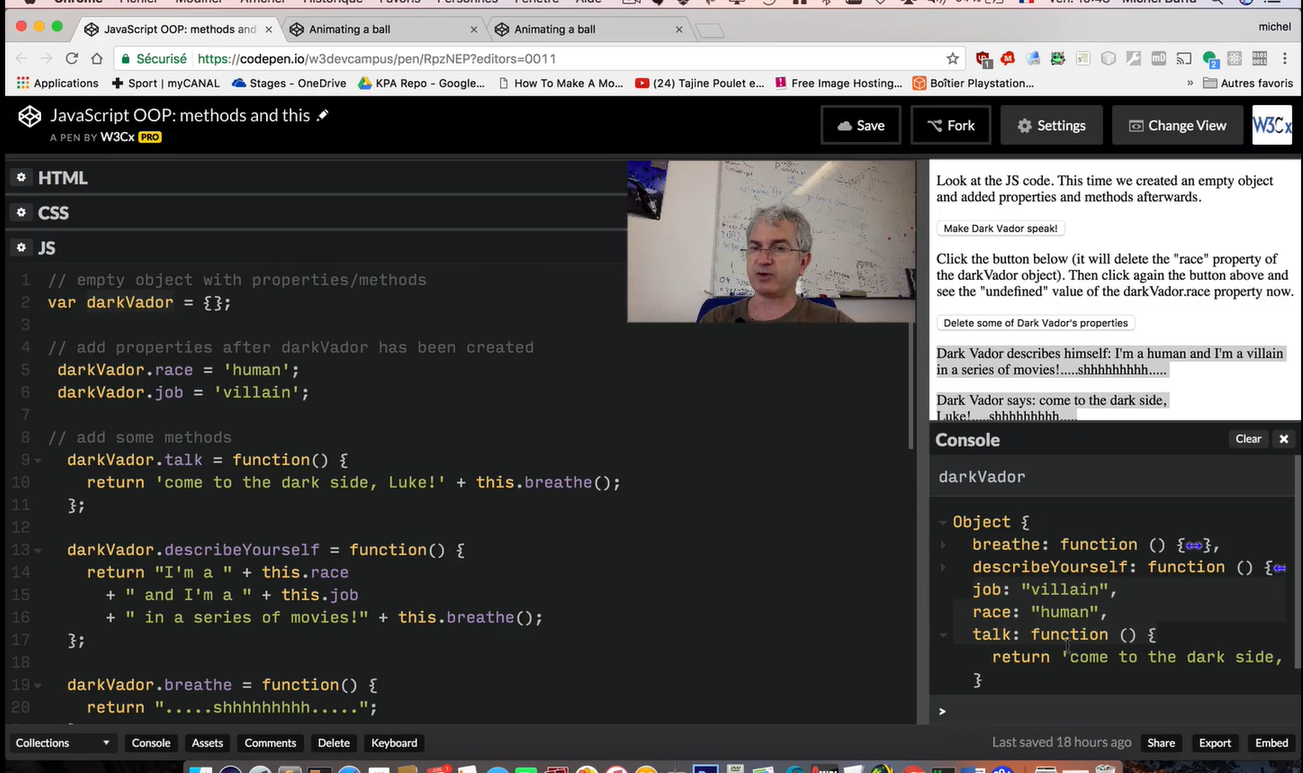 JavaScript OOP: methods and
Animating a ball
Animating a ball
michel
Sécurisé
https://codepen.io/w3devcampus/pen/RpzNEP?editors=0011
Applications
Sport | myCANAL
Stages - OneDrive
KPA Repo - Google...
How To Make A Mo...
(21) Tajine Poulet e...
Free Image Hosting...
Boîtier Plestation...
»
Autres favoris
JavaScript OOP: methods and this
A PEN BY W3Cx PRO
Save
Fork
Settings
Change View
W3Cx
HTML
CSS
JS
1 // empty object with properties/methods
2 var darkVador = {};
3
4 // add properties after darkVador has been created
5 darkVador.race = 'human';
6 darkVador.job = 'villain';
7
8 // add some methods
9 darkVador.talk = function() {
10 return 'come to the dark side, Luke!' + this.breathe();
11 };
12
13 darkVador.describeYourself = function() {
14 return "I'm a " + this.race
15 + " and I'm a " + this.job
16 + " in a series of movies!" + this.breathe();
17 };
18
19 darkVador.breathe = function() {
20 return ".....shhhhhhhhh.....";
Look at the JS code. This time we created an empty object
and added properties and methods afterwards.
Make Dark Vador speak!
Click the button below (it will delete the "race" property of
the darkVador object). Then click again the button above and
see the "undefined" value of the darkVador.race property now.
Delete some of Dark Vador's properties
Dark Vador describes himself: I'm a human and I'm a villain
in a series of movies!.....shhhhhhhhh.....
Dark Vador says: come to the dark side,
Luke!.....shhhhhhhhh.....
Console
Clear
darkVador
Object {
breathe: function () {↔},
describeYourself: function () {↔
job: "villain",
race: "human",
talk: function () {
return 'come to the dark side,
}
>
Collections
Console
Assets
Comments
Delete
Keyboard
Last saved 18 hours ago
Share
Export
Embed